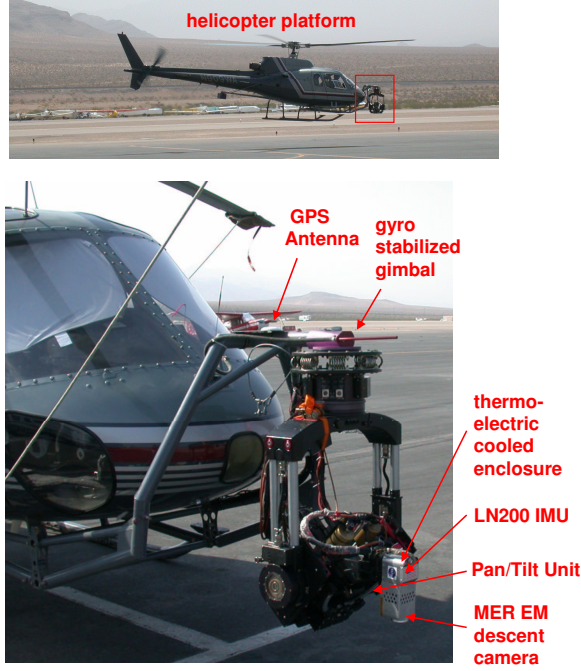 helicopter platform
GPS
Antenna
gyro
stabilized
gimbal
thermo-
electric
cooled
enclosure
LN200 IMU
Pan/Tilt Unit
MER EM
descent
camera